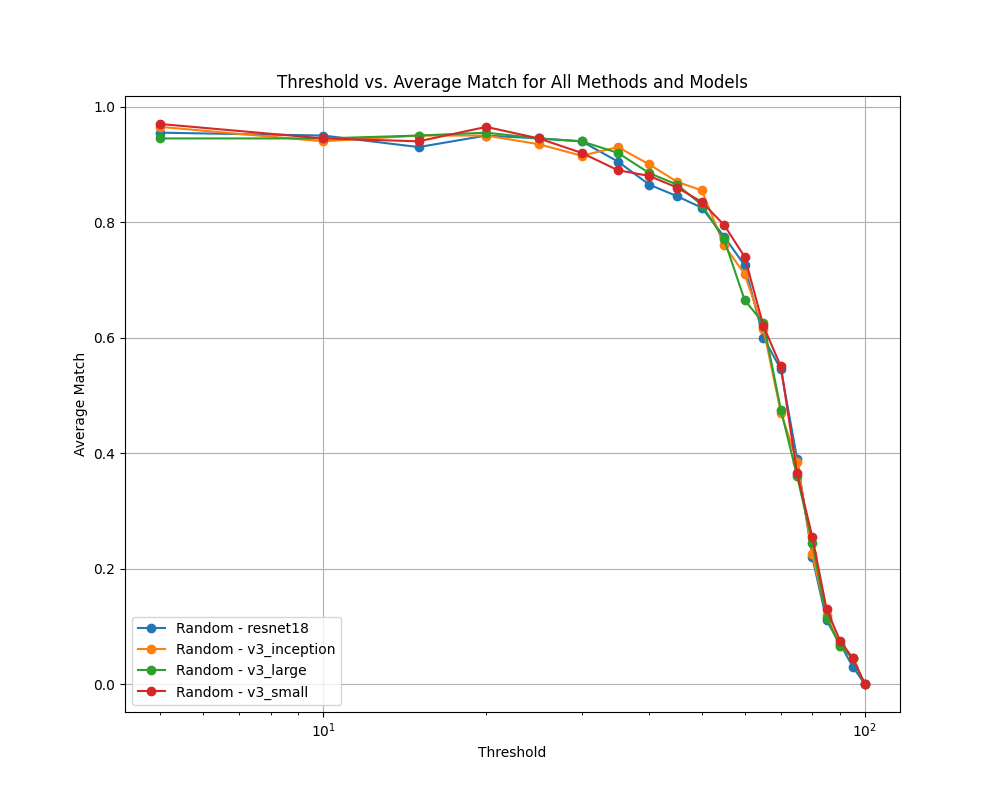 Threshold vs. Average Match for All Methods and Models
1.0
0.8
0.6
0.4
0.2
0.0
Average Match
Random - resnet18
Random - v3_inception
Random - v3_large
Random - v3_small
10¹
10²
Threshold